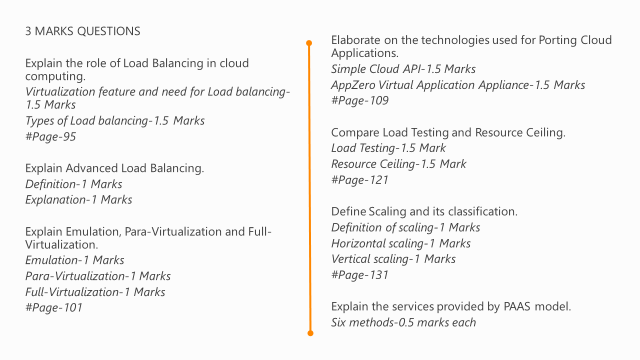 3 MARKS QUESTIONS
Explain the role of Load Balancing in cloud
computing.
Virtualization feature and need for Load balancing-
1.5 Marks
Types of Load balancing-1.5 Marks
#Page-95
Explain Advanced Load Balancing.
Definition-1 Marks
Explanation-1 Marks
Explain Emulation, Para-Virtualization and Full-
Virtualization.
Emulation-1 Marks
Para-Virtualization-1 Marks
Full-Virtualization-1 Marks
#Page-101
Elaborate on the technologies used for Porting Cloud
Applications.
Simple Cloud API-1.5 Marks
AppZero Virtual Application Appliance-1.5 Marks
#Page-109
Compare Load Testing and Resource Ceiling.
Load Testing-1.5 Mark
Resource Ceiling-1.5 Mark
#Page-121
Define Scaling and its classification.
Definition of scaling-1 Marks
Horizontal scaling-1 Marks
Vertical scaling-1 Marks
#Page-131
Explain the services provided by PAAS model.
Six methods-0.5 marks each